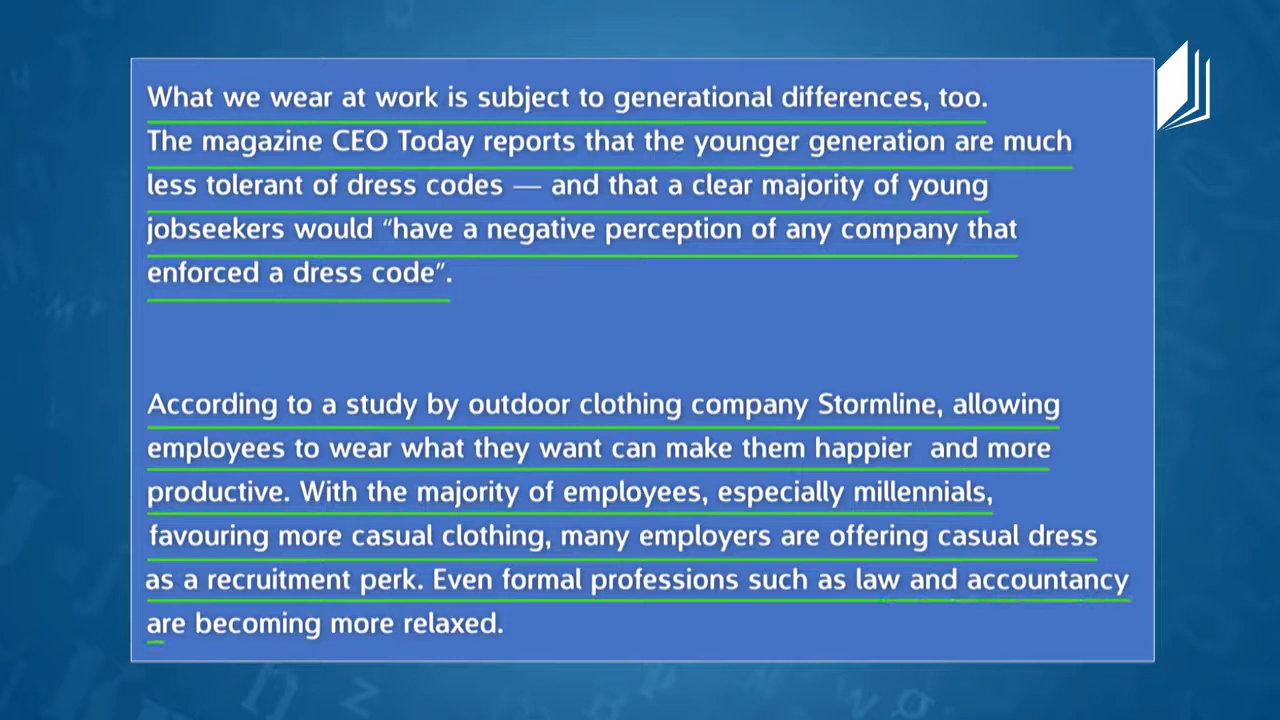 What we wear at work is subject to generational differences, too.
The magazine CEO Today reports that the younger generation are much
less tolerant of dress codes — and that a clear majority of young
jobseekers would “have a negative perception of any company that
enforced a dress code”.
According to a study by outdoor clothing company Stormline, allowing
employees to wear what they want can make them happier  and more
productive. With the majority of employees, especially millennials,
favouring more casual clothing, many employers are offering casual dress
as a recruitment perk. Even formal professions such as law and accountancy
are becoming more relaxed.